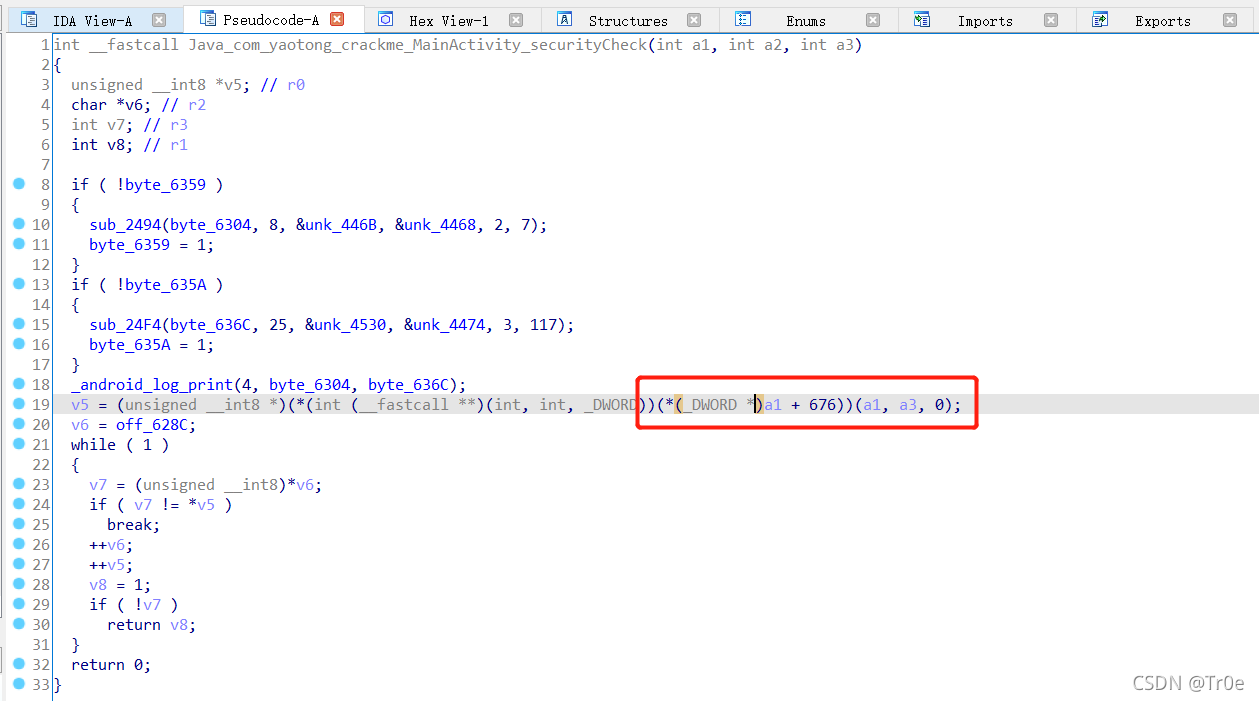 IDA View-A Pseudocode-A Hex View-1 Structures Enums Imports Exports
1 int __fastcall Java_com_yaotong_crackme_MainActivity_securityCheck(int a1, int a2, int a3)
2 {
3 unsigned __int8 *v5; // r0
4 char *v6; // r2
5 int v7; // r3
6 int v8; // r1
7
8 if ( !byte_6359 )
9 {
10 sub_2494(byte_6304, 8, &unk_446B, &unk_4468, 2, 7);
11 byte_6359 = 1;
12 }
13 if ( !byte_635A )
14 {
15 sub_24F4(byte_636C, 25, &unk_4530, &unk_4474, 3, 117);
16 byte_635A = 1;
17 }
18 _android_log_print(4, byte_6304, byte_636C);
19 v5 = (unsigned __int8 *)(*(int (__fastcall **)(int, int, _DWORD))(*(_DWORD *)a1 + 676))(a1, a3, 0);
20 v6 = off_628C;
21 while ( 1 )
22 {
23 v7 = (unsigned __int8)*v6;
24 if ( v7 != *v5 )
25 break;
26 ++v6;
27 ++v5;
28 v8 = 1;
29 if ( !v7 )
30 return v8;
31 }
32 return 0;
33 }
CSDN @Tr0e